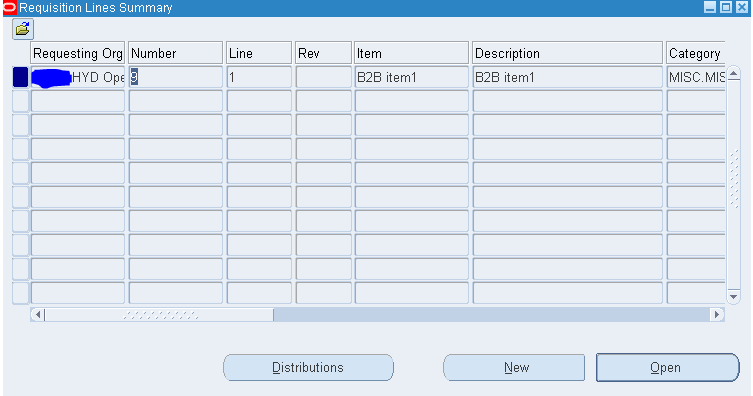 Requisition Lines Summary
Requesting Org Number Line Rev Item Description Category
HYD Ope 9 1 B2B item1 B2B item1 MISC.MIS
Distributions New Open